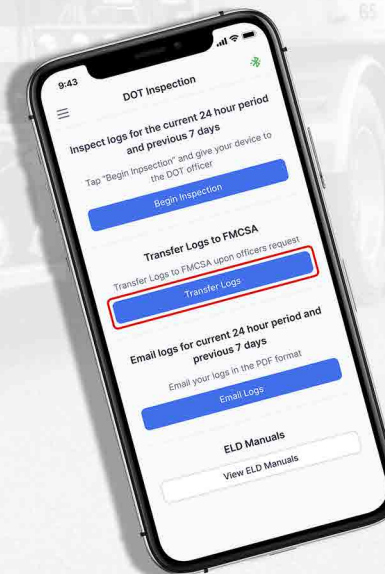 65
9:43
DOT Inspection
Inspect logs for the current 24 hour period
and previous 7 days
Tap "Begin Inpsection" and give your device to
the DOT officer
Begin Inspection
Transfer Logs to FMCSA
Transfer Logs to FMCSA upon officers request
Transfer Logs
Email logs for current 24 hour period and
previous 7 days
Email your logs in the PDF format
Email Logs
ELD Manuals
View ELD Manuals